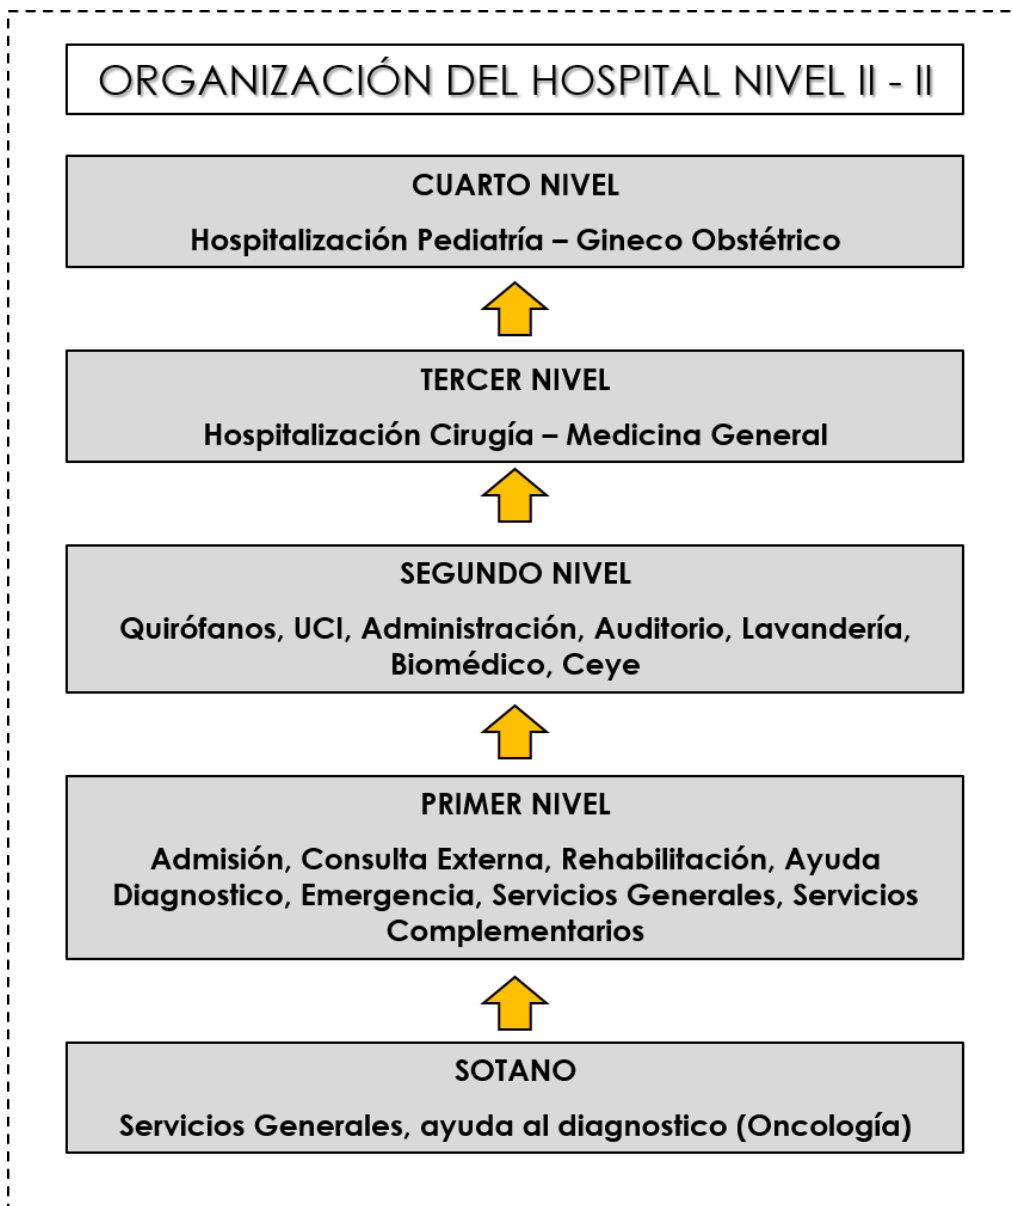 ORGANIZACIÓN DEL HOSPITAL NIVEL II - II
CUARTO NIVEL
Hospitalización Pediatría – Gineco Obstétrico
TERCER NIVEL
Hospitalización Cirugía – Medicina General
SEGUNDO NIVEL
Quirófanos, UCI, Administración, Auditorio, Lavandería,
Biomédico, Ceye
PRIMER NIVEL
Admisión, Consulta Externa, Rehabilitación, Ayuda
Diagnostico, Emergencia, Servicios Generales, Servicios
Complementarios
SOTANO
Servicios Generales, ayuda al diagnostico (Oncología)